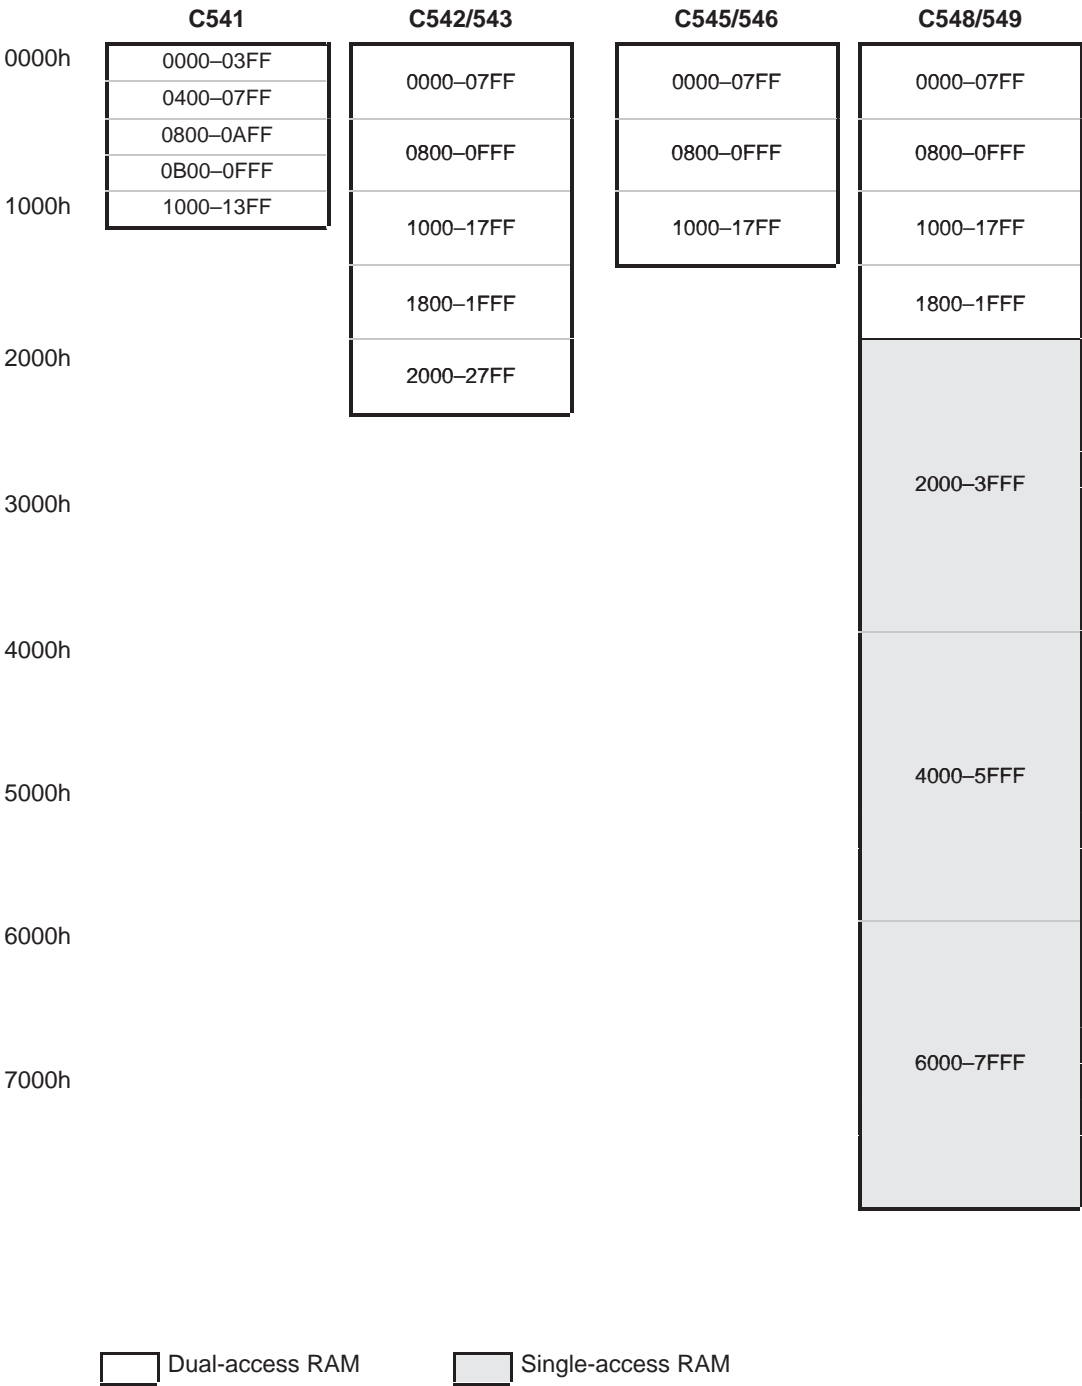 C541 C542/543 C545/546 C548/549
0000h 0000–03FF 0000–07FF 0000–07FF 0000–07FF
0400–07FF
0800–0AFF 0800–0FFF 0800–0FFF 0800–0FFF
0B00–0FFF
1000h 1000–13FF 1000–17FF 1000–17FF 1000–17FF
1800–1FFF 1800–1FFF
2000h 2000–27FF
2000–3FFF
3000h
4000h
4000–5FFF
5000h
6000h
6000–7FFF
7000h
Dual-access RAM Single-access RAM